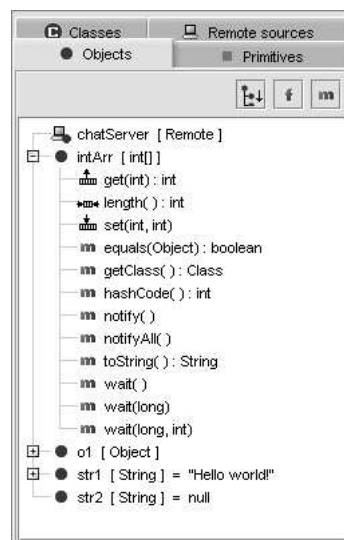 C Classes
Remote sources
Objects
Primitives
f m
chatServer [ Remote ]
intArr [ int[] ]
get(int) : int
length( ) : int
set(int, int)
m equals(Object) : boolean
m getClass( ) : Class
m hashCode( ) : int
m notify( )
m notifyAll( )
m toString( ) : String
m wait( )
m wait(long)
m wait(long, int)
o1 [ Object ]
str1 [ String ] = "Hello world!"
str2 [ String ] = null